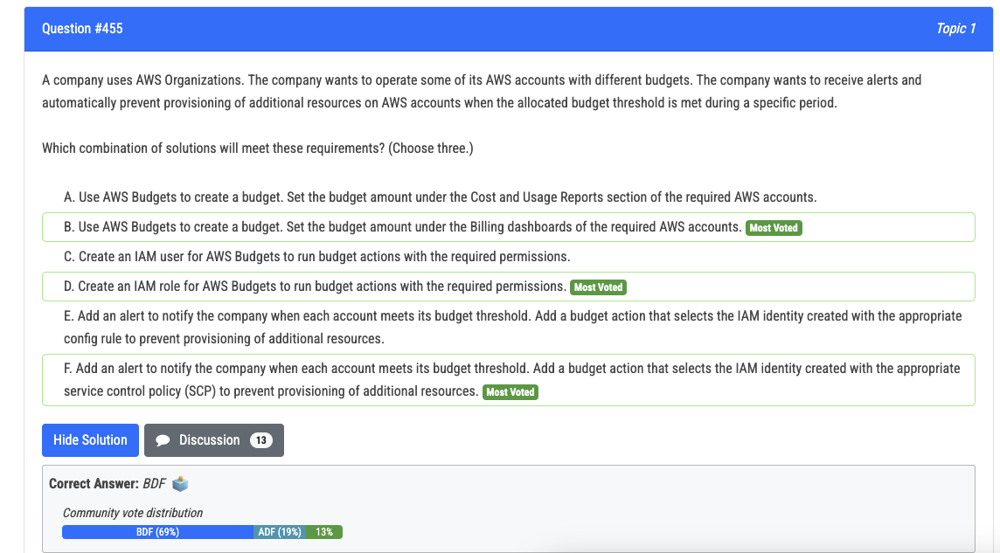 Question #455
Topic 1
A company uses AWS Organizations. The company wants to operate some of its AWS accounts with different budgets. The company wants to receive alerts and
automatically prevent provisioning of additional resources on AWS accounts when the allocated budget threshold is met during a specific period.
Which combination of solutions will meet these requirements? (Choose three.)
A. Use AWS Budgets to create a budget. Set the budget amount under the Cost and Usage Reports section of the required AWS accounts.
B. Use AWS Budgets to create a budget. Set the budget amount under the Billing dashboards of the required AWS accounts. Most Voted
C. Create an IAM user for AWS Budgets to run budget actions with the required permissions.
D. Create an IAM role for AWS Budgets to run budget actions with the required permissions. Most Voted
E. Add an alert to notify the company when each account meets its budget threshold. Add a budget action that selects the IAM identity created with the appropriate
config rule to prevent provisioning of additional resources.
F. Add an alert to notify the company when each account meets its budget threshold. Add a budget action that selects the IAM identity created with the appropriate
service control policy (SCP) to prevent provisioning of additional resources. Most Voted
Hide Solution
Discussion 13
Correct Answer: BDF
Community vote distribution
BDF (69%) ADF (19%) 13%